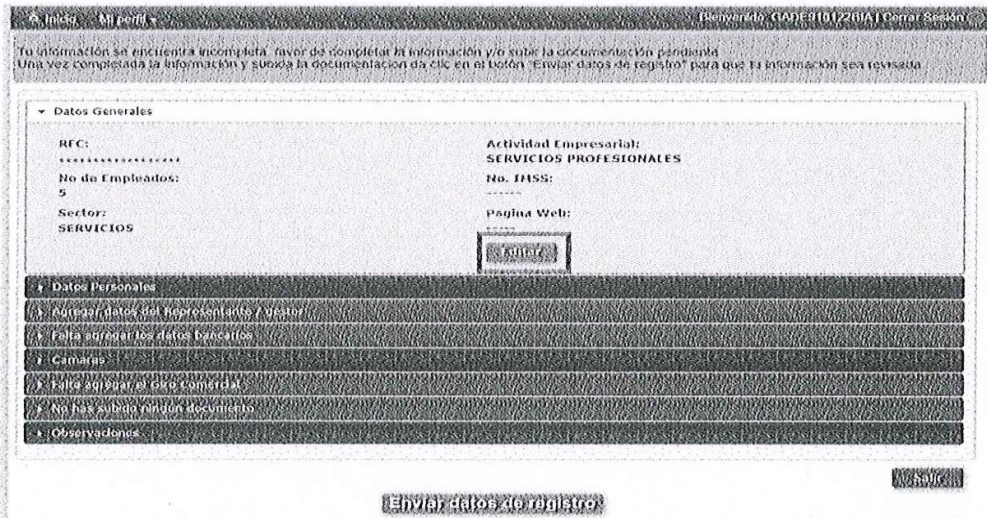 Inicio Mi perfil Bienvenido: GADE910122GIA | Cerrar Sesión
Tu información se encuentra incompleta, favor de completar la información y/o subir la documentación pendiente
Una vez completada la información y subida la documentación da clic en el botón "Enviar datos de registro" para que tu información sea revisada
Datos Generales
RFC: Actividad Empresarial:
****************** SERVICIOS PROFESIONALES
No de Empleados: No. IMSS:
5 ------
Sector: Pagina Web:
SERVICIOS -----
Editar
Datos Personales
Agregar datos del Representante / gestor
Falta agregar los datos bancarios
Camaras
Falta agregar el Giro Comercial
No has subido ningún documento
Observaciones
Salir
Enviar datos de registro